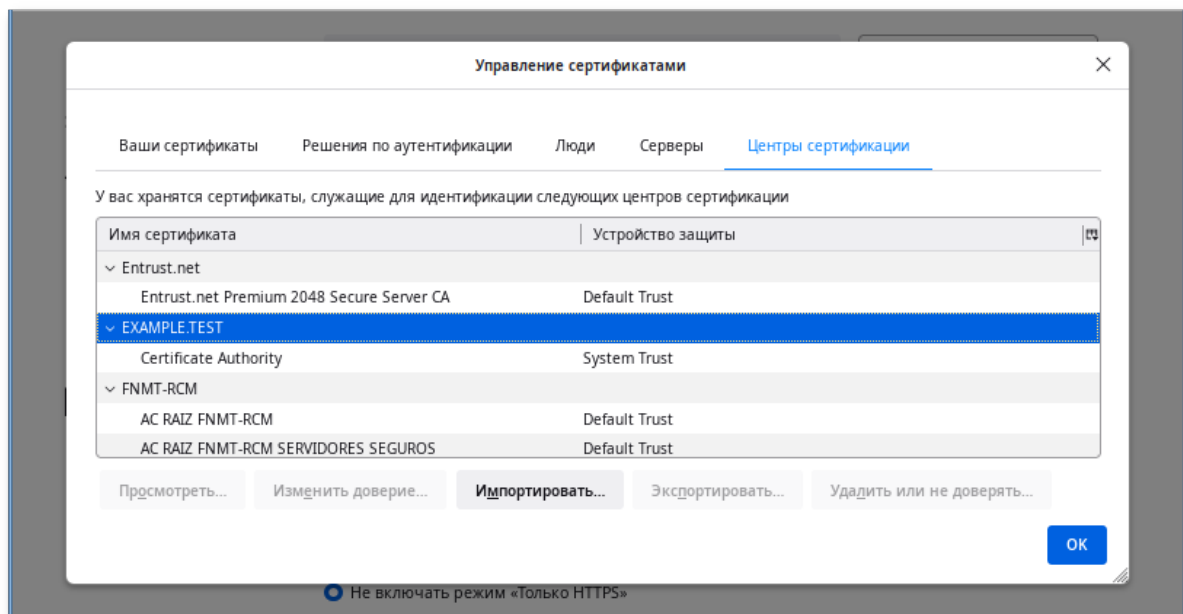 Управление сертификатами
Ваши сертификаты Решения по аутентификации Люди Серверы Центры сертификации
У вас хранятся сертификаты, служащие для идентификации следующих центров сертификации
Имя сертификата Устройство защиты
Entrust.net
Entrust.net Premium 2048 Secure Server CA Default Trust
EXAMPLE.TEST
Certificate Authority System Trust
FNMT-RCM
AC RAIZ FNMT-RCM Default Trust
AC RAIZ FNMT-RCM SERVIDORES SEGUROS Default Trust
Просмотреть... Изменить доверие... Импортировать... Экспортировать... Удалить или не доверять...
OK
Не включать режим «Только HTTPS»